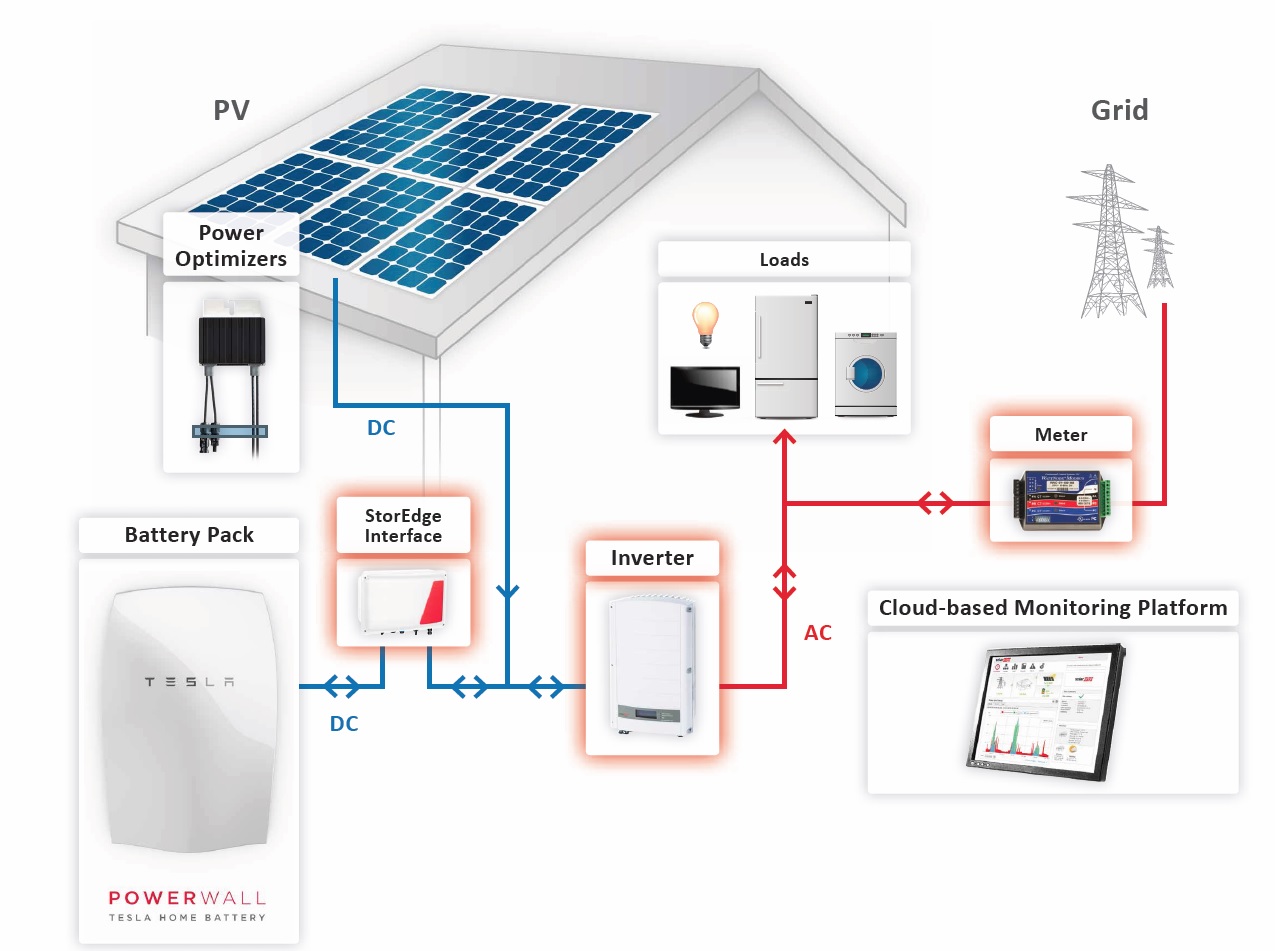 PV
Grid
Power
Optimizers
Loads
DC
Meter
StorEdge
Interface
Battery Pack
Inverter
Cloud-based Monitoring Platform
AC
TESLA
DC
POWERWALL
TESLA HOME BATTERY